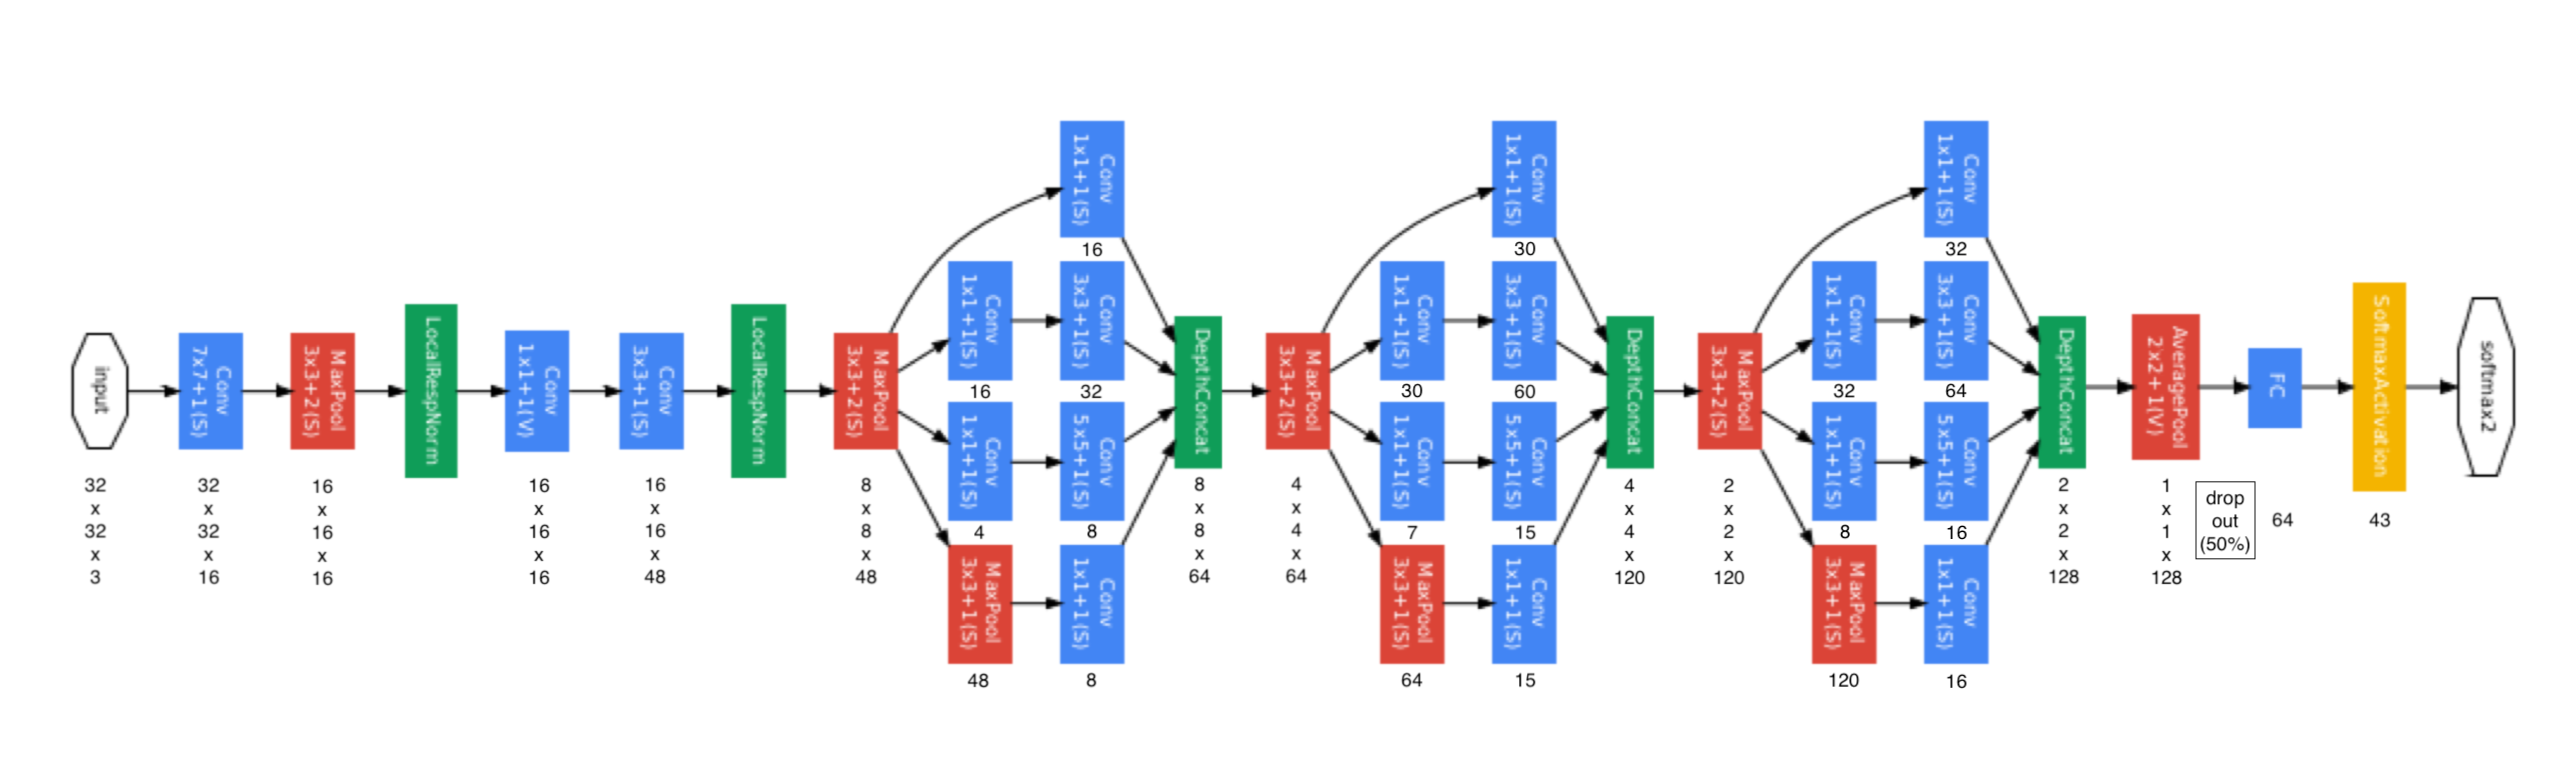 input
32
x
32
x
3
Conv
7x7+1(S)
32
x
32
x
16
MaxPool
3x3+2(S)
16
x
16
x
16
LocalRespNorm
Conv
1x1+1(V)
16
x
16
x
16
Conv
3x3+1(S)
16
x
16
x
48
LocalRespNorm
MaxPool
3x3+2(S)
8
x
8
x
48
Conv
1x1+1(S)
16
Conv
1x1+1(S)
16
Conv
3x3+1(S)
32
Conv
1x1+1(S)
4
Conv
5x5+1(S)
8
MaxPool
3x3+1(S)
48
Conv
1x1+1(S)
8
DepthConcat
8
x
8
x
64
MaxPool
3x3+2(S)
4
x
4
x
64
Conv
1x1+1(S)
30
Conv
1x1+1(S)
30
Conv
3x3+1(S)
60
Conv
1x1+1(S)
7
Conv
5x5+1(S)
15
MaxPool
3x3+1(S)
64
Conv
1x1+1(S)
15
DepthConcat
4
x
4
x
120
MaxPool
3x3+2(S)
2
x
2
x
120
Conv
1x1+1(S)
32
Conv
1x1+1(S)
32
Conv
3x3+1(S)
64
Conv
1x1+1(S)
8
Conv
5x5+1(S)
16
MaxPool
3x3+1(S)
120
Conv
1x1+1(S)
16
DepthConcat
2
x
2
x
128
AveragePool
2x2+1(V)
1
x
1
x
128
drop
out
(50%)
FC
64
SoftmaxActivation
43
softmax2